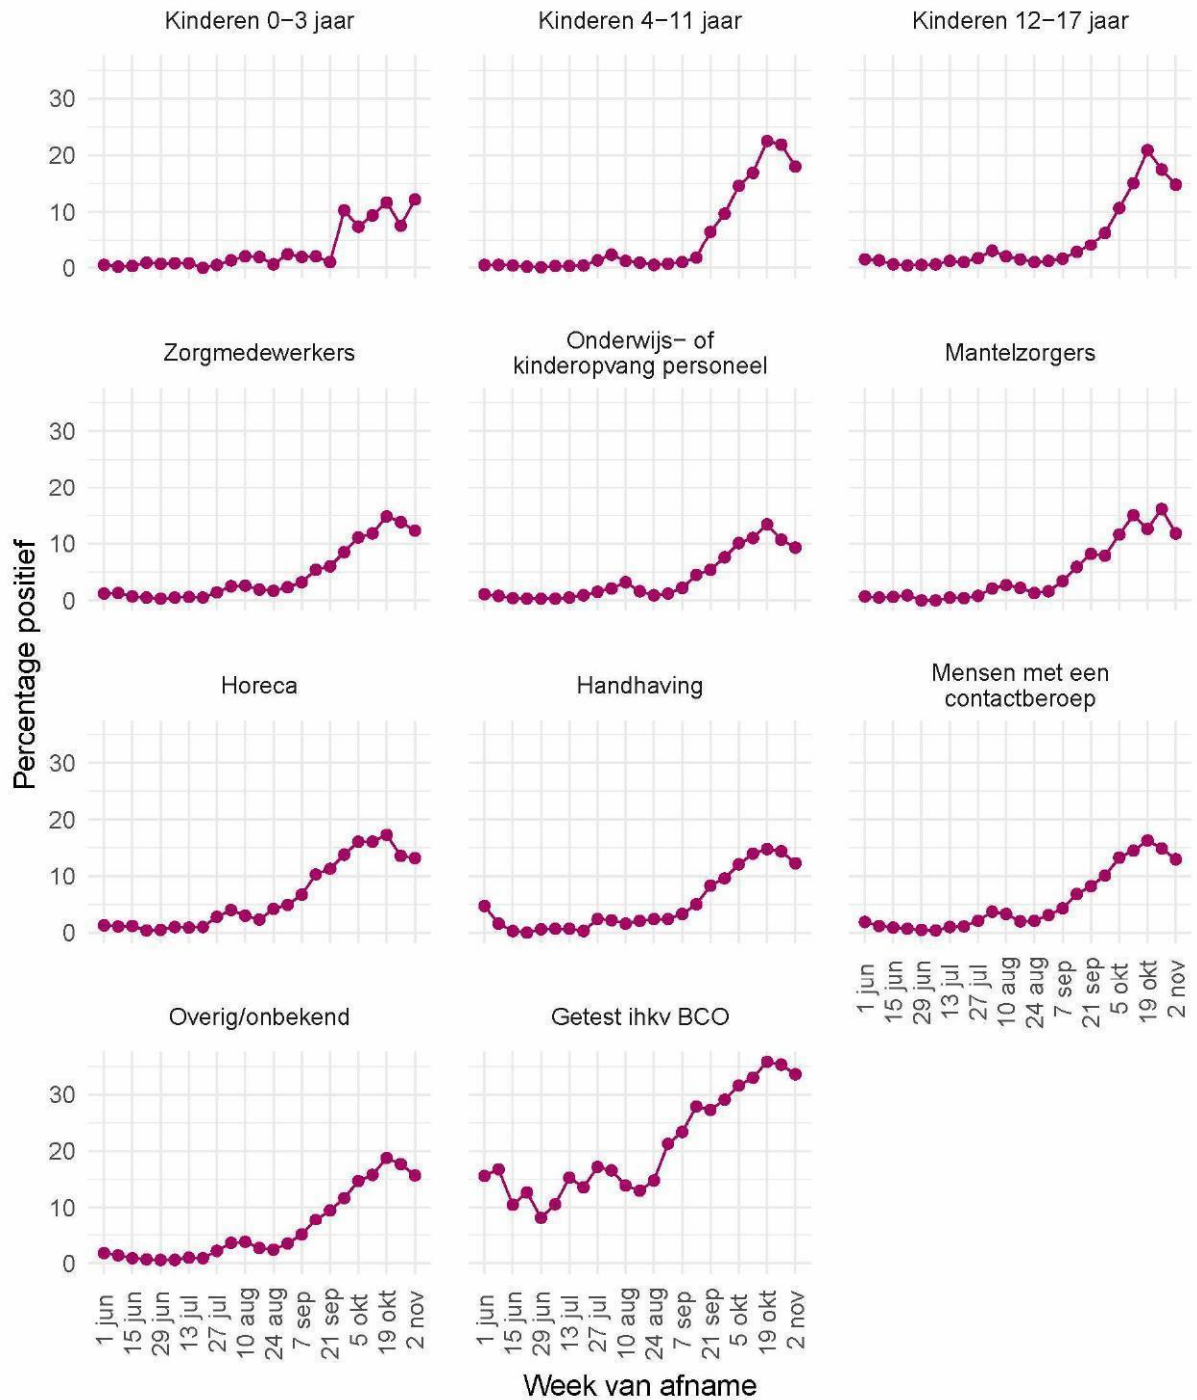 Kinderen 0−3 jaar
Kinderen 4−11 jaar
Kinderen 12−17 jaar
30
20
10
0
Zorgmedewerkers
Onderwijs− of
kinderopvang personeel
Mantelzorgers
30
20
10
0
Percentage positief
Horeca
Handhaving
Mensen met een
contactberoep
30
20
10
0
1 jun
15 jun
29 jun
13 jul
27 jul
10 aug
24 aug
7 sep
21 sep
5 okt
19 okt
2 nov
Overig/onbekend
Getest ihkv BCO
30
20
10
0
1 jun
15 jun
29 jun
13 jul
27 jul
10 aug
24 aug
7 sep
21 sep
5 okt
19 okt
2 nov
1 jun
15 jun
29 jun
13 jul
27 jul
10 aug
24 aug
7 sep
21 sep
5 okt
19 okt
2 nov
Week van afname